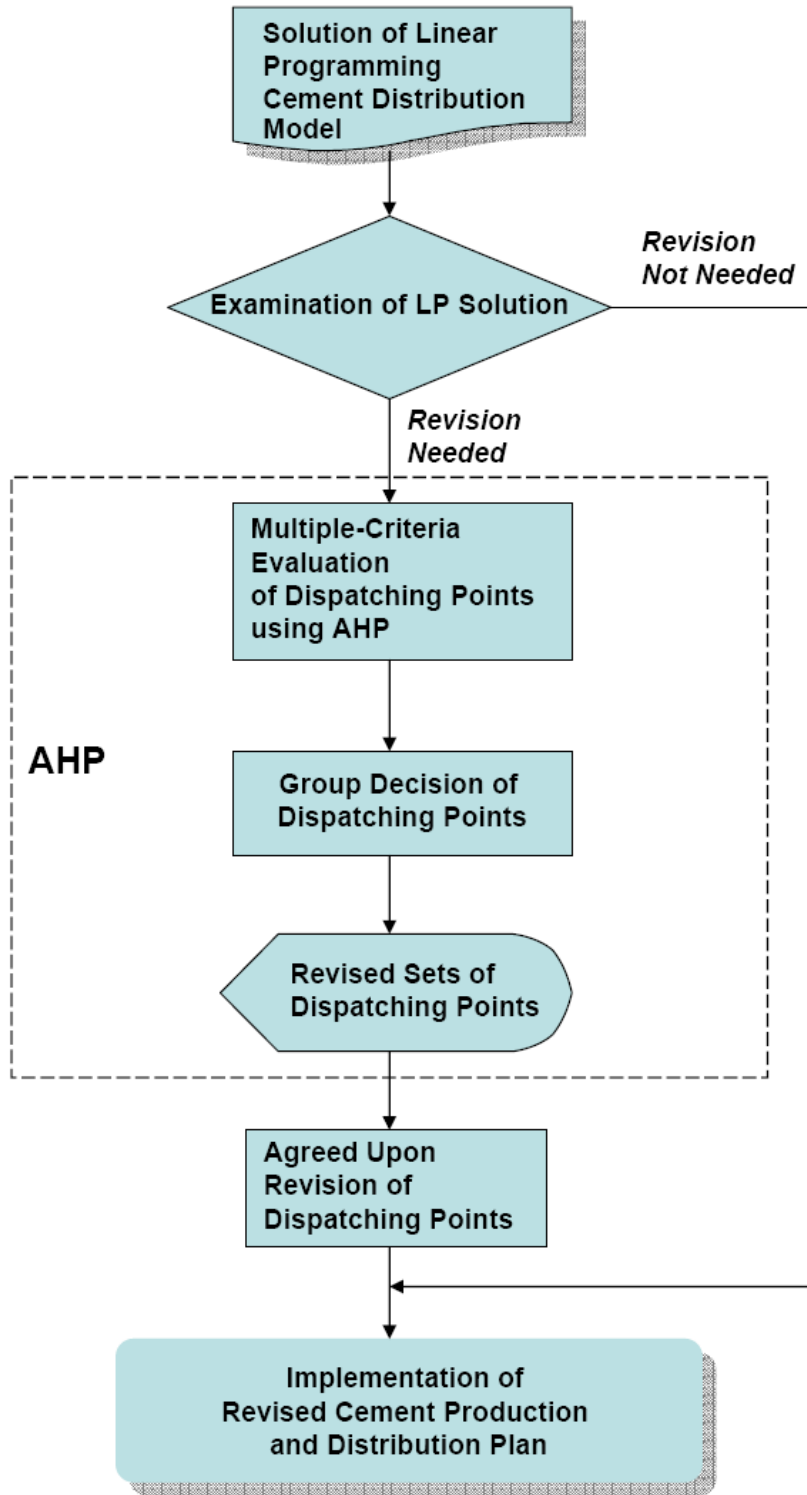 Solution of Linear
Programming
Cement Distribution
Model
Revision
Not Needed
Examination of LP Solution
Revision
Needed
Multiple-Criteria
Evaluation
of Dispatching Points
using AHP
AHP
Group Decision of
Dispatching Points
Revised Sets of
Dispatching Points
Agreed Upon
Revision of
Dispatching Points
Implementation of
Revised Cement Production
and Distribution Plan